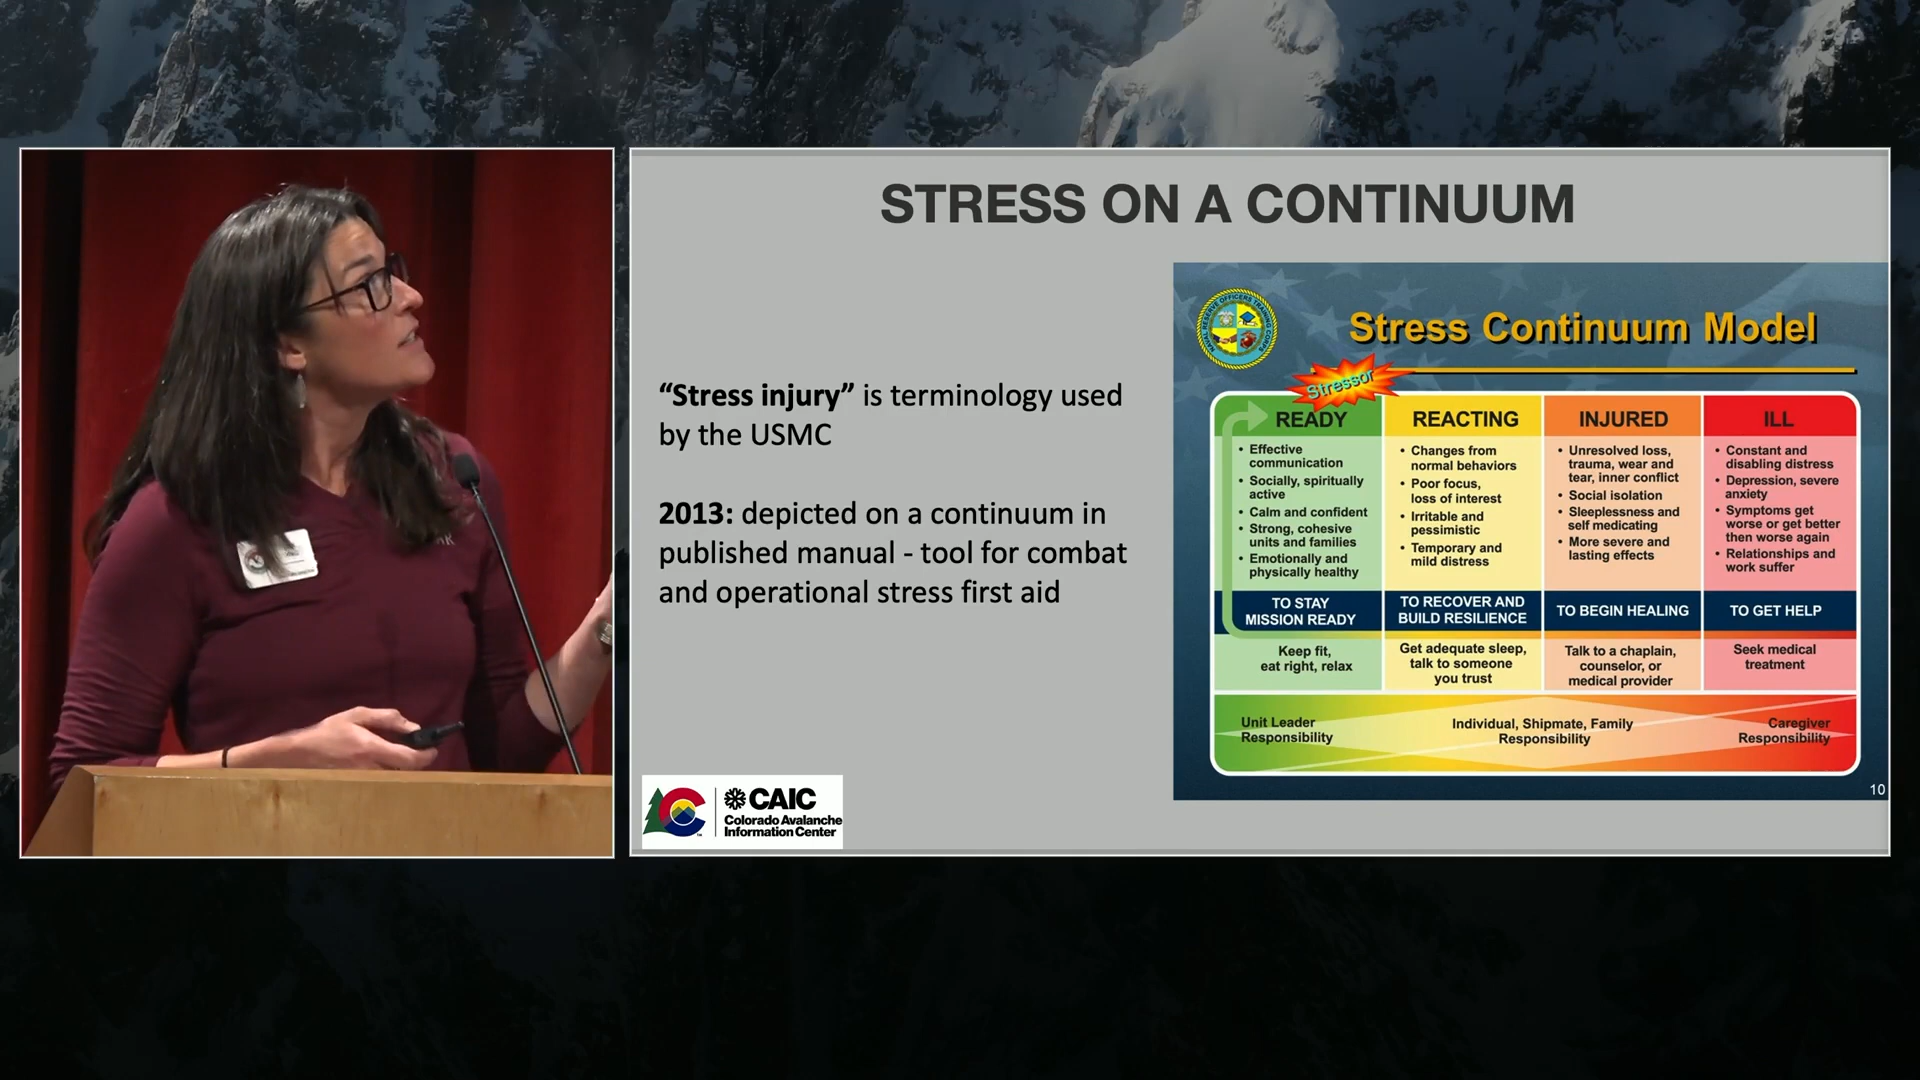 STRESS ON A CONTINUUM
“Stress injury” is terminology used
by the USMC
2013: depicted on a continuum in
published manual - tool for combat
and operational stress first aid
CAIC
Colorado Avalanche
Information Center
Stress Continuum Model
Stressor
READY
• Effective
communication
• Socially, spiritually
active
• Calm and confident
• Strong, cohesive
units and families
• Emotionally and
physically healthy
TO STAY
MISSION READY
Keep fit,
eat right, relax
REACTING
• Changes from
normal behaviors
• Poor focus,
loss of interest
• Irritable and
pessimistic
• Temporary and
mild distress
TO RECOVER AND
BUILD RESILIENCE
Get adequate sleep,
talk to someone
you trust
INJURED
• Unresolved loss,
trauma, wear and
tear, inner conflict
• Social isolation
• Sleeplessness and
self medicating
• More severe and
lasting effects
TO BEGIN HEALING
Talk to a chaplain,
counselor, or
medical provider
ILL
• Constant and
disabling distress
• Depression, severe
anxiety
• Symptoms get
worse or get better
then worse again
• Relationships and
work suffer
TO GET HELP
Seek medical
treatment
Unit Leader
Responsibility
Individual, Shipmate, Family
Responsibility
Caregiver
Responsibility
10